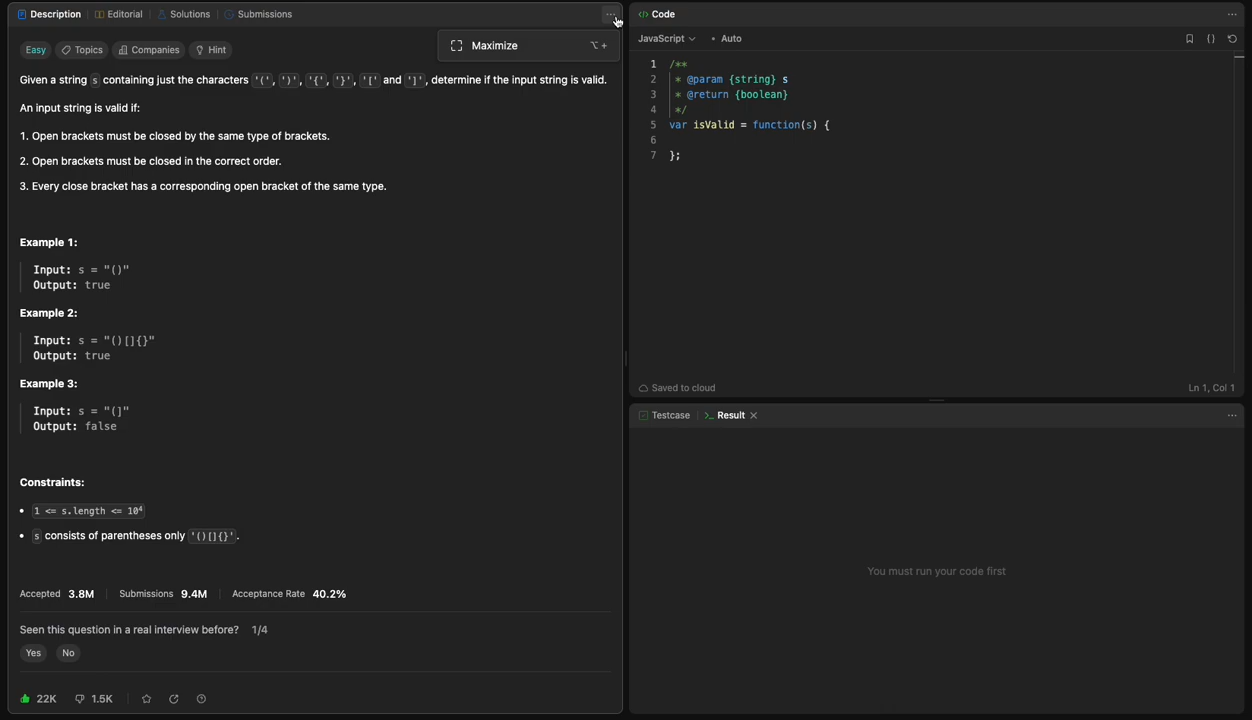 Description Editorial Solutions Submissions ...
Maximize ⌥ +
Easy Topics Companies Hint
Given a string s containing just the characters '(', ')', '{', '}', '[' and ']', determine if the input string is valid.
An input string is valid if:
1. Open brackets must be closed by the same type of brackets.
2. Open brackets must be closed in the correct order.
3. Every close bracket has a corresponding open bracket of the same type.
Example 1:
Input: s = "()"
Output: true
Example 2:
Input: s = "()[]{}"
Output: true
Example 3:
Input: s = "(]"
Output: false
Constraints:
• 1 <= s.length <= 10⁴
• s consists of parentheses only '()[]{}'.
Accepted 3.8M Submissions 9.4M Acceptance Rate 40.2%
Seen this question in a real interview before? 1/4
Yes No
22K 1.5K
</> Code ...
JavaScript • Auto {}
1 /**
2 * @param {string} s
3 * @return {boolean}
4 */
5 var isValid = function(s) {
6
7 };
Saved to cloud Ln 1, Col 1
Testcase >_ Result × ...
You must run your code first